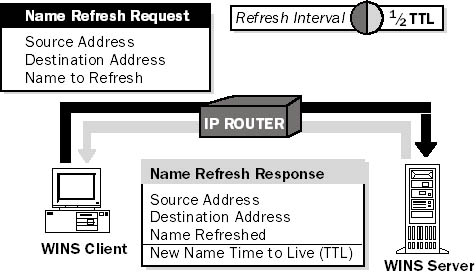 Name Refresh Request
Source Address
Destination Address
Name to Refresh
Refresh Interval
1/2 TTL
IP ROUTER
Name Refresh Response
Source Address
Destination Address
Name Refreshed
New Name Time to Live (TTL)
WINS Client
WINS Server